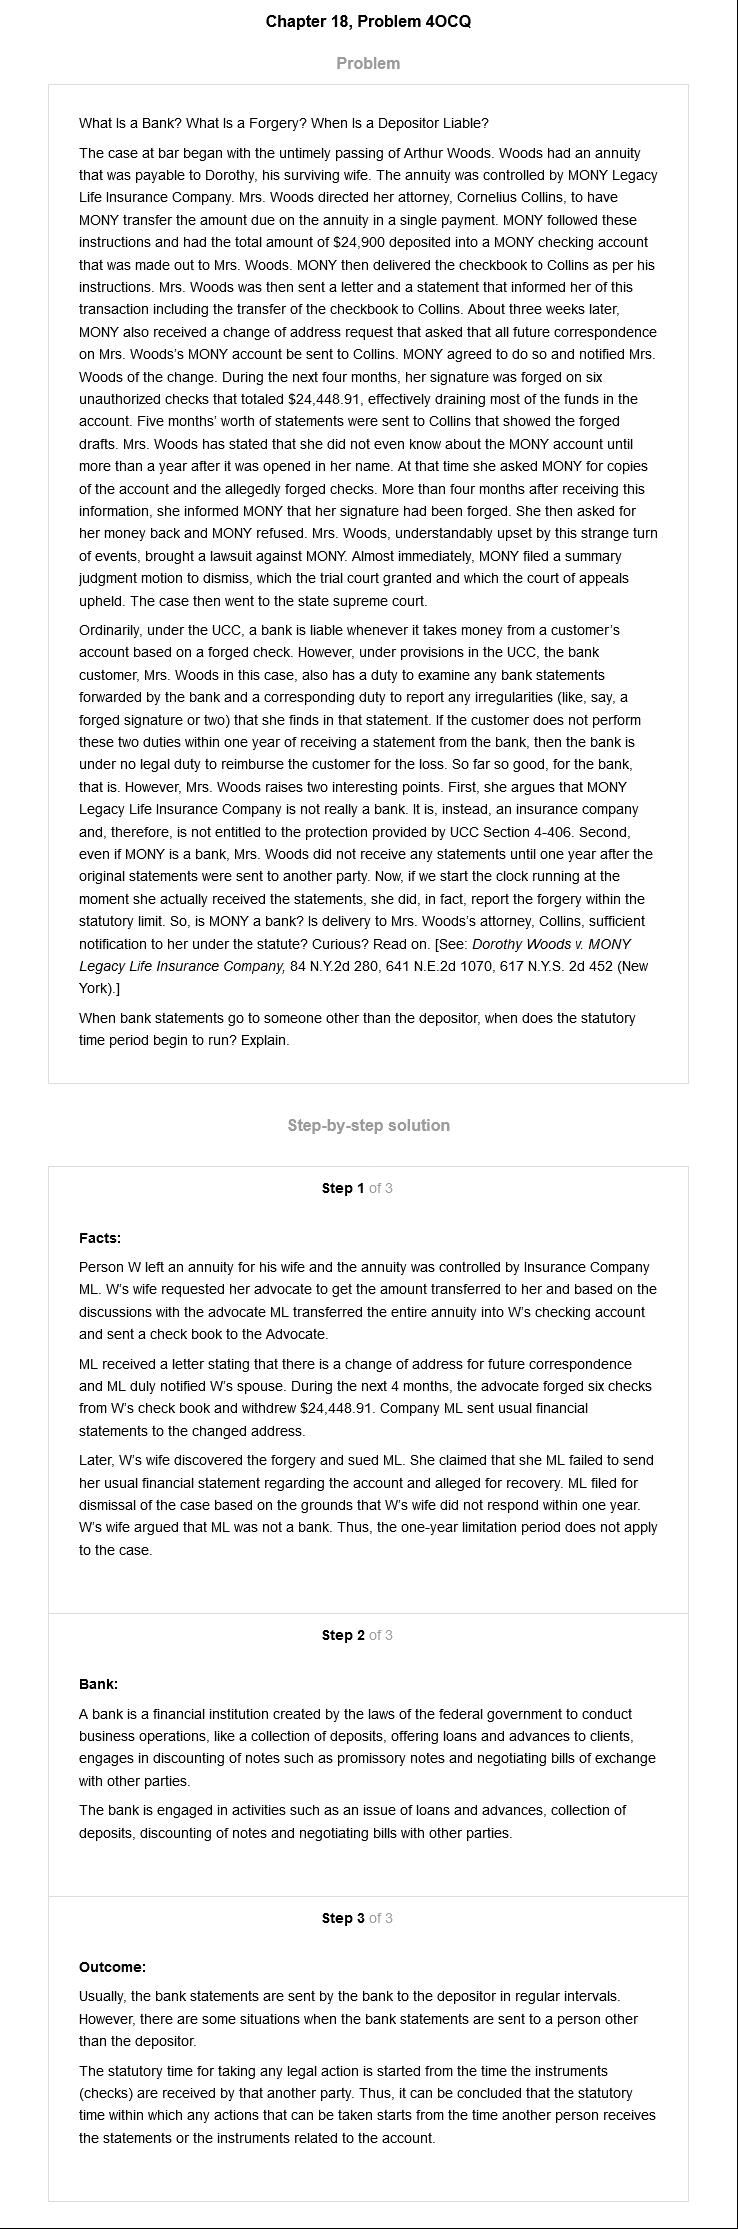 Chapter 18, Problem 4OCQ
Problem
What Is a Bank? What Is a Forgery? When Is a Depositor Liable?
The case at bar began with the untimely passing of Arthur Woods. Woods had an annuity
that was payable to Dorothy, his surviving wife. The annuity was controlled by MONY Legacy
Life Insurance Company. Mrs. Woods directed her attorney, Cornelius Collins, to have
MONY transfer the amount due on the annuity in a single payment. MONY followed these
instructions and had the total amount of $24,900 deposited into a MONY checking account
that was made out to Mrs. Woods. MONY then delivered the checkbook to Collins as per his
instructions. Mrs. Woods was then sent a letter and a statement that informed her of this
transaction including the transfer of the checkbook to Collins. About three weeks later,
MONY also received a change of address request that asked that all future correspondence
on Mrs. Woods's MONY account be sent to Collins. MONY agreed to do so and notified Mrs.
Woods of the change. During the next four months, her signature was forged on six
unauthorized checks that totaled $24,448.91, effectively draining most of the funds in the
account. Five months' worth of statements were sent to Collins that showed the forged
drafts. Mrs. Woods has stated that she did not even know about the MONY account until
more than a year after it was opened in her name. At that time she asked MONY for copies
of the account and the allegedly forged checks. More than four months after receiving this
information, she informed MONY that her signature had been forged. She then asked for
her money back and MONY refused. Mrs. Woods, understandably upset by this strange turn
of events, brought a lawsuit against MONY. Almost immediately, MONY filed a summary
judgment motion to dismiss, which the trial court granted and which the court of appeals
upheld. The case then went to the state supreme court.
Ordinarily, under the UCC, a bank is liable whenever it takes money from a customer's
account based on a forged check. However, under provisions in the UCC, the bank
customer, Mrs. Woods in this case, also has a duty to examine any bank statements
forwarded by the bank and a corresponding duty to report any irregularities (like, say, a
forged signature or two) that she finds in that statement. If the customer does not perform
these two duties within one year of receiving a statement from the bank, then the bank is
under no legal duty to reimburse the customer for the loss. So far so good, for the bank,
that is. However, Mrs. Woods raises two interesting points. First, she argues that MONY
Legacy Life Insurance Company is not really a bank. It is, instead, an insurance company
and, therefore, is not entitled to the protection provided by UCC Section 4-406. Second,
even if MONY is a bank, Mrs. Woods did not receive any statements until one year after the
original statements were sent to another party. Now, if we start the clock running at the
moment she actually received the statements, she did, in fact, report the forgery within the
statutory limit. So, is MONY a bank? Is delivery to Mrs. Woods's attorney, Collins, sufficient
notification to her under the statute? Curious? Read on. [See: Dorothy Woods v. MONY
Legacy Life Insurance Company, 84 N.Y.2d 280, 641 N.E.2d 1070, 617 N.Y.S. 2d 452 (New
York).]
When bank statements go to someone other than the depositor, when does the statutory
time period begin to run? Explain.
Step-by-step solution
Step 1 of 3
Facts:
Person W left an annuity for his wife and the annuity was controlled by Insurance Company
ML. W's wife requested her advocate to get the amount transferred to her and based on the
discussions with the advocate ML transferred the entire annuity into W's checking account
and sent a check book to the Advocate.
ML received a letter stating that there is a change of address for future correspondence
and ML duly notified W's spouse. During the next 4 months, the advocate forged six checks
from W's check book and withdrew $24,448.91. Company ML sent usual financial
statements to the changed address.
Later, W's wife discovered the forgery and sued ML. She claimed that she ML failed to send
her usual financial statement regarding the account and alleged for recovery. ML filed for
dismissal of the case based on the grounds that W's wife did not respond within one year.
W's wife argued that ML was not a bank. Thus, the one-year limitation period does not apply
to the case.
Step 2 of 3
Bank:
A bank is a financial institution created by the laws of the federal government to conduct
business operations, like a collection of deposits, offering loans and advances to clients,
engages in discounting of notes such as promissory notes and negotiating bills of exchange
with other parties.
The bank is engaged in activities such as an issue of loans and advances, collection of
deposits, discounting of notes and negotiating bills with other parties.
Step 3 of 3
Outcome:
Usually, the bank statements are sent by the bank to the depositor in regular intervals.
However, there are some situations when the bank statements are sent to a person other
than the depositor.
The statutory time for taking any legal action is started from the time the instruments
(checks) are received by that another party. Thus, it can be concluded that the statutory
time within which any actions that can be taken starts from the time another person receives
the statements or the instruments related to the account.